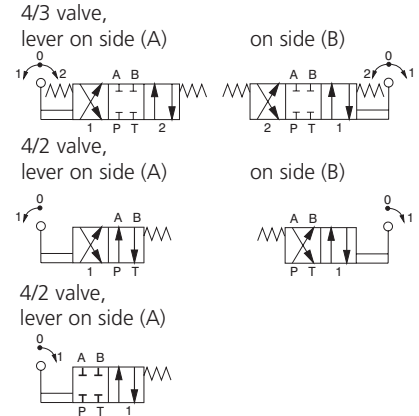 4/3 valve,
lever on side (A)
on side (B)
0
1 2
A B
1 P T 2
0
2 1
A B
2 P T 1
4/2 valve,
lever on side (A)
on side (B)
0
1
A B
1 P T
0
1
A B
P T 1
4/2 valve,
lever on side (A)
0
1
A B
P T 1